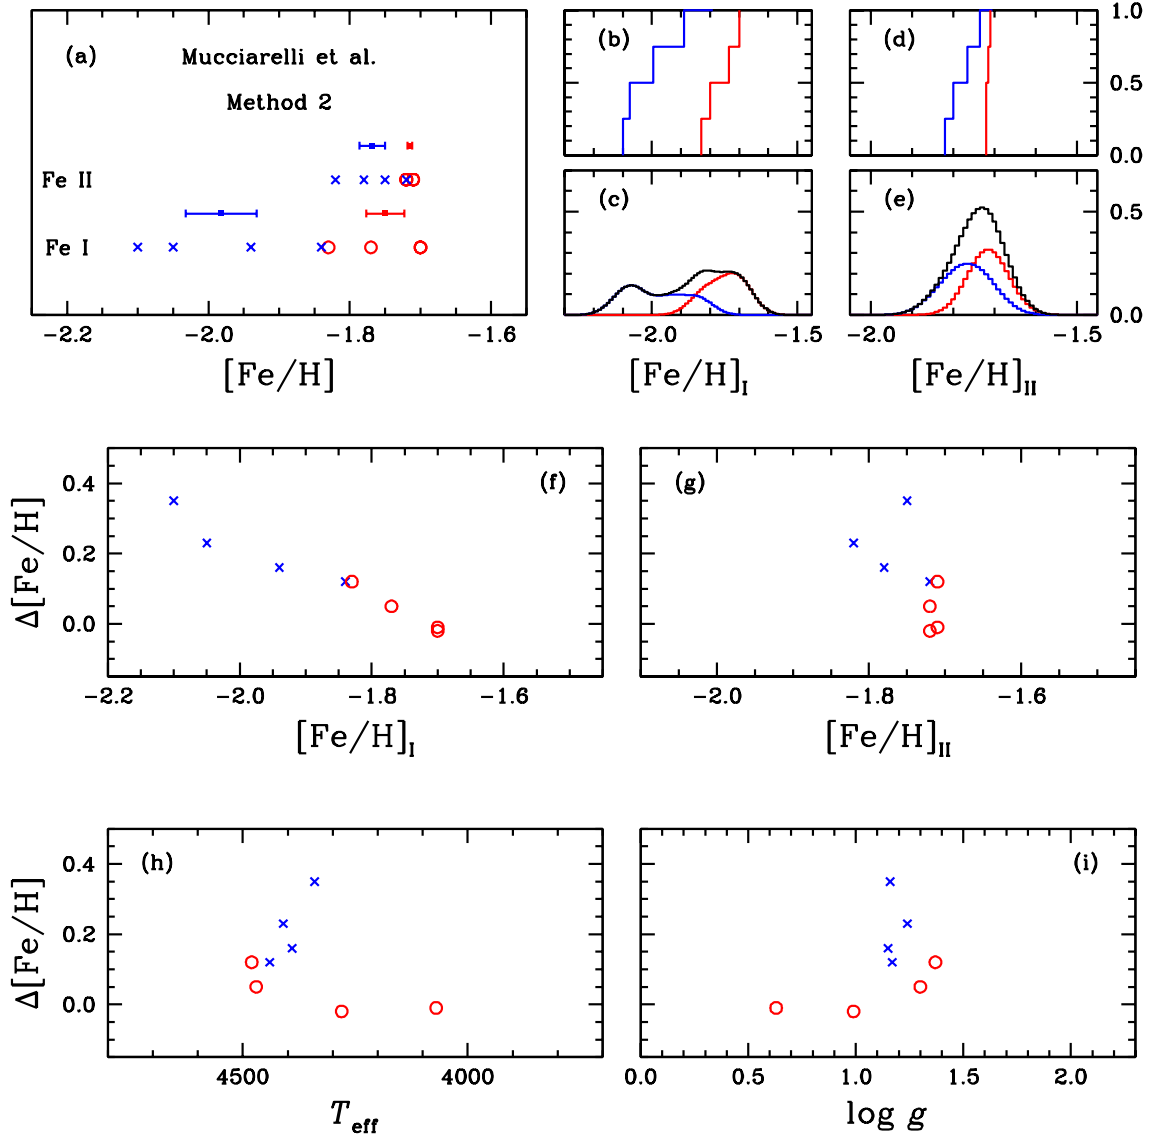 (a)
Mucciarelli et al.
Method 2
Fe II
Fe I
−2.2 −2.0 −1.8 −1.6
[Fe/H]
(b)
(c)
−2.0 −1.5
[Fe/H]I
(d)
1.0
0.5
0.0
(e)
0.5
0.0
−2.0 −1.5
[Fe/H]II
Δ[Fe/H]
0.4
0.2
0.0
(f)
−2.2 −2.0 −1.8 −1.6
[Fe/H]I
(g)
−2.0 −1.8 −1.6
[Fe/H]II
Δ[Fe/H]
0.4
0.2
0.0
(h)
4500 4000
Teff
(i)
0.0 0.5 1.0 1.5 2.0
log g